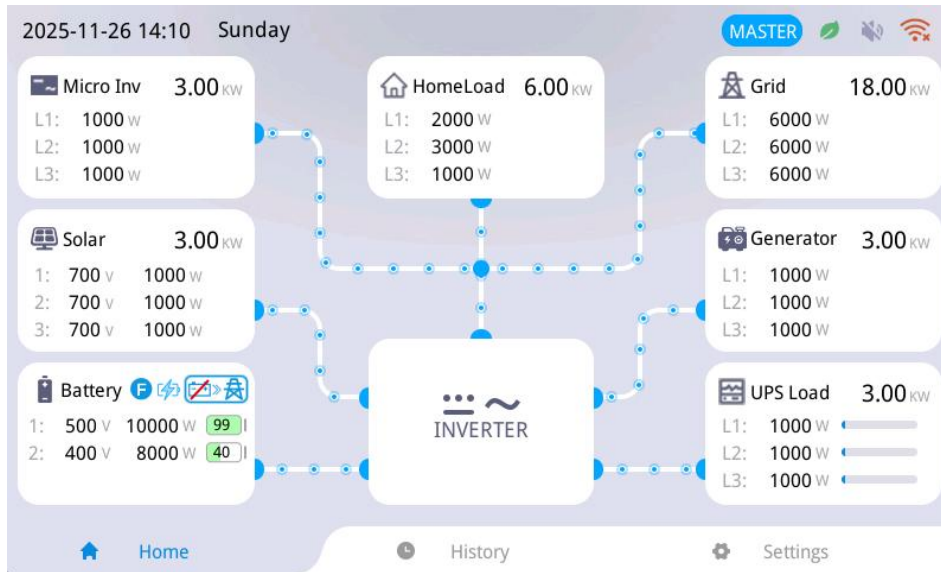 2025-11-26 14:10 Sunday
MASTER
Micro Inv 3.00 KW
L1: 1000 W
L2: 1000 W
L3: 1000 W
HomeLoad 6.00 KW
L1: 2000 W
L2: 3000 W
L3: 1000 W
Grid 18.00 KW
L1: 6000 W
L2: 6000 W
L3: 6000 W
Solar 3.00 KW
1: 700 V 1000 W
2: 700 V 1000 W
3: 700 V 1000 W
Generator 3.00 KW
L1: 1000 W
L2: 1000 W
L3: 1000 W
Battery F
1: 500 V 10000 W 99
2: 400 V 8000 W 40
INVERTER
UPS Load 3.00 KW
L1: 1000 W
L2: 1000 W
L3: 1000 W
Home
History
Settings